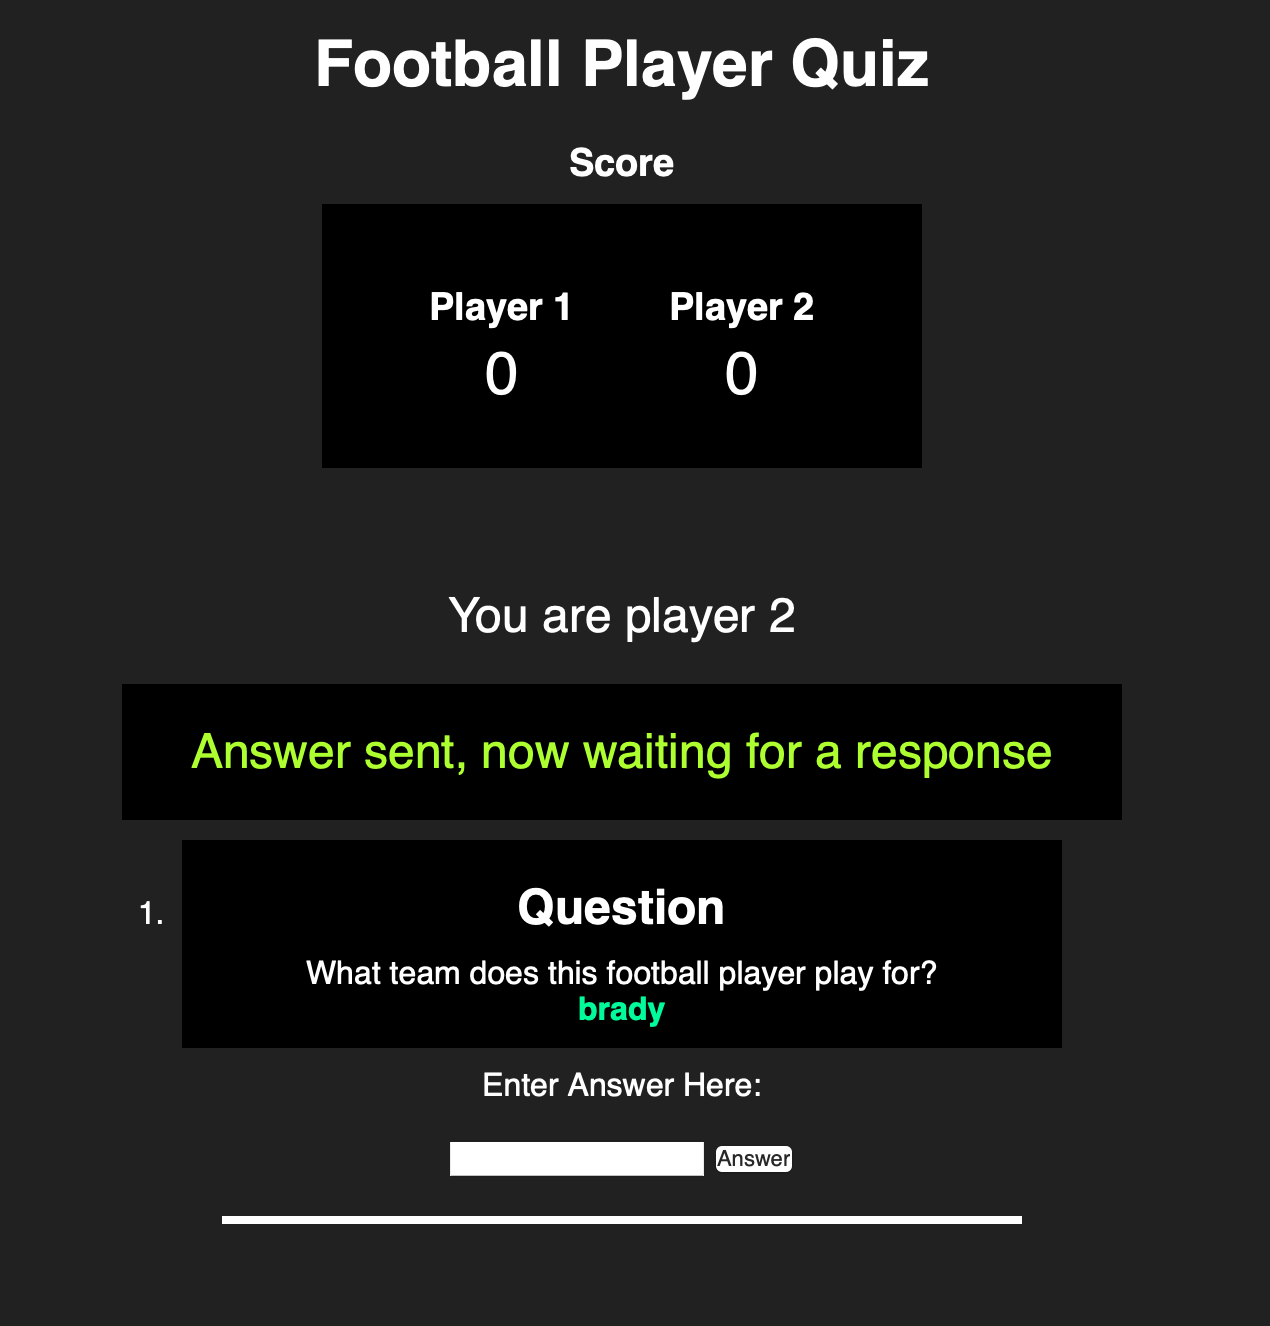 Football Player Quiz
Score
Player 1 Player 2
0 0
You are player 2
Answer sent, now waiting for a response
1. Question
What team does this football player play for?
brady
Enter Answer Here:
Answer